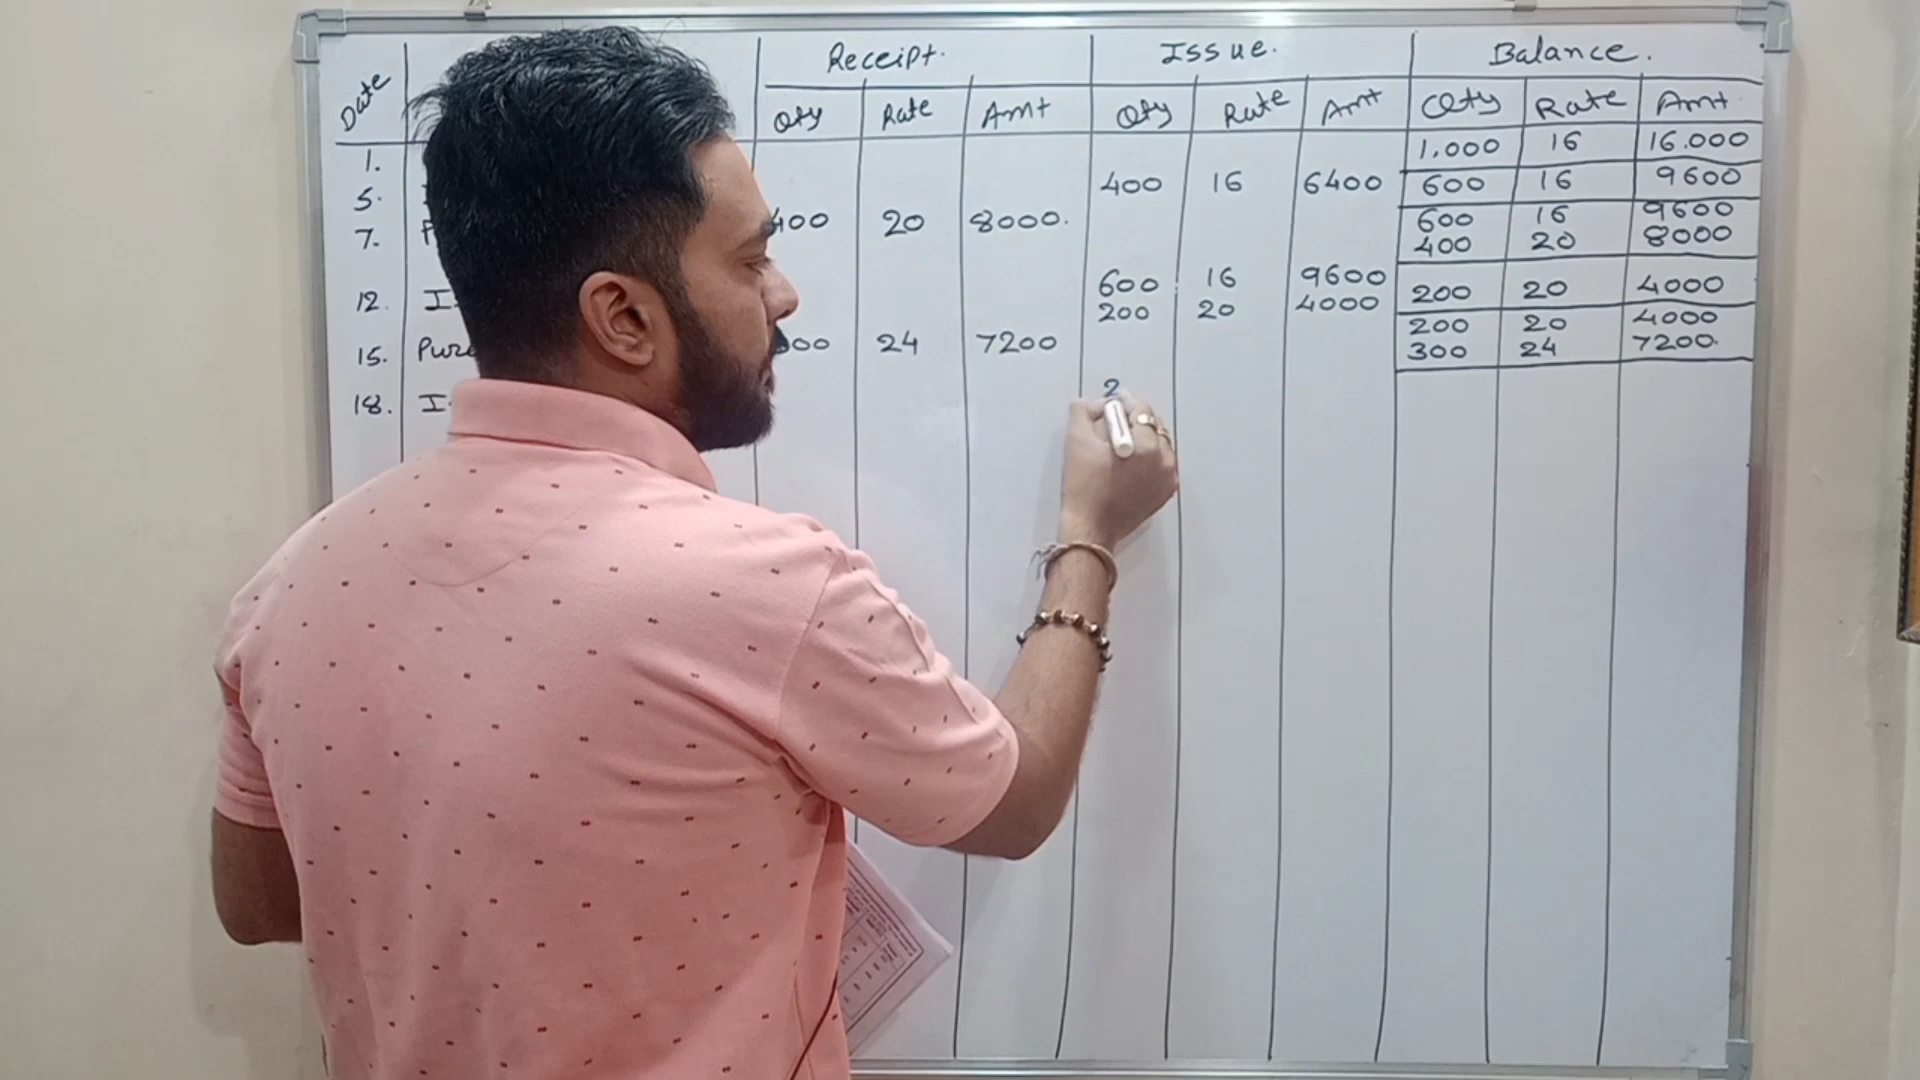 Date Receipt. Issue. Balance.
Qty Rate Amt Qty Rate Amt Qty Rate Amt.
1. 1,000 16 16.000
5. 400 16 6400 600 16 9600
7. 400 20 8000. 600 16 9600
400 20 8000
12. I 600 16 9600 200 20 4000
200 20 4000
15. 24 7200 200 20 4000
300 24 7200.
18. I 2